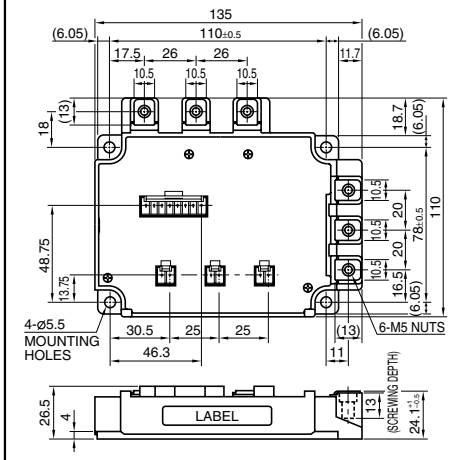 135
(6.05) 110±0.5 (6.05)
17.5 26 26 11.7
10.5 10.5 10.5
(13)
18
18.7
(6.05)
10.5
20
10.5
20
10.5
16.5
78±0.5
110
(6.05)
48.75
13.75
4-ø5.5
MOUNTING
HOLES
30.5 25 25
46.3
(13)
6-M5 NUTS
11
26.5
4
LABEL
13
(SCREWING DEPTH)
24.1 +1 -0.5